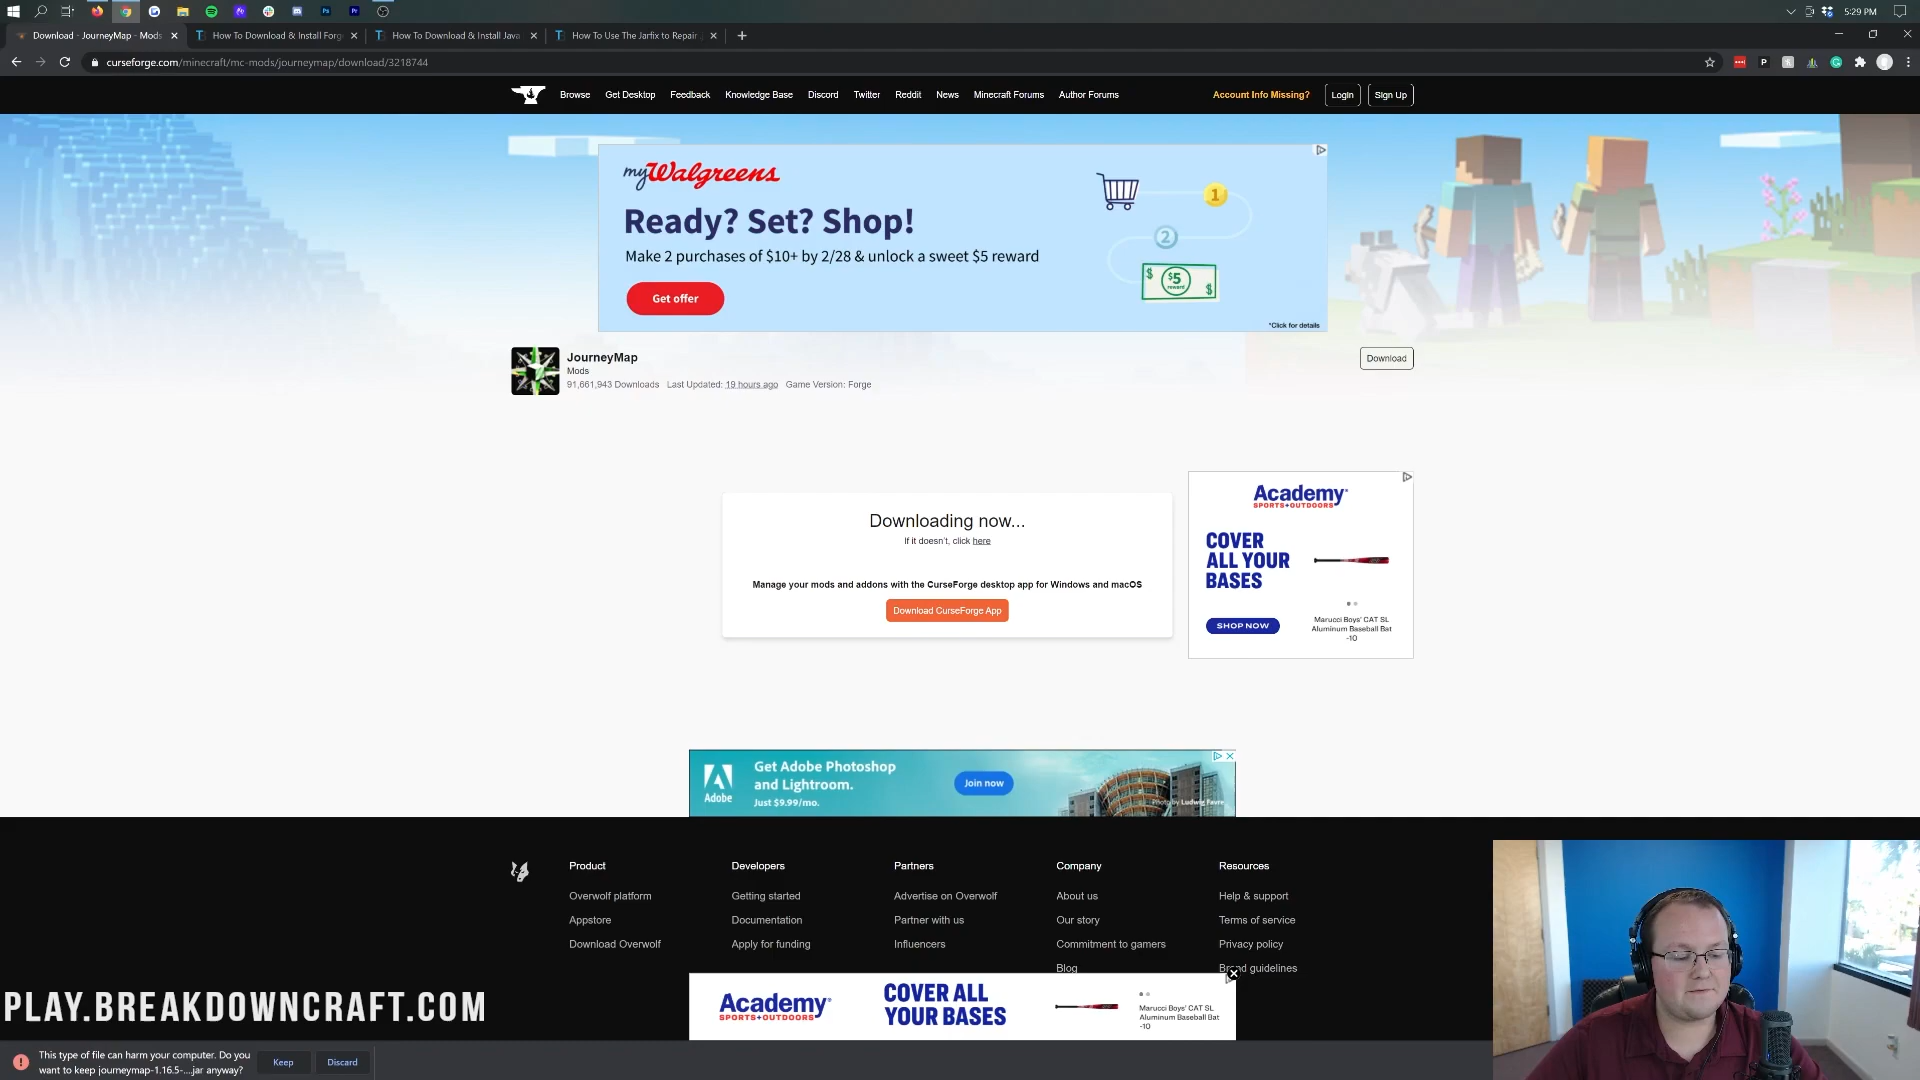 5:29 PM
Download - JourneyMap - Mods
How To Download & Install Forg
How To Download & Install Java
How To Use The Jarfix to Repair
curseforge.com/minecraft/mc-mods/journeymap/download/3218744
Browse Get Desktop Feedback Knowledge Base Discord Twitter Reddit News Minecraft Forums Author Forums Account Info Missing? Login Sign Up
myWalgreens
Ready? Set? Shop!
Make 2 purchases of $10+ by 2/28 & unlock a sweet $5 reward
Get offer
1
2
$ $5 reward $
*Click for details
JourneyMap
Mods
91,661,943 Downloads Last Updated: 19 hours ago Game Version: Forge
Download
Downloading now...
If it doesn't, click here
Manage your mods and addons with the CurseForge desktop app for Windows and macOS
Download CurseForge App
Academy
SPORTS+OUTDOORS
COVER
ALL YOUR
BASES
SHOP NOW
Marucci Boys' CAT SL
Aluminum Baseball Bat
-10
Adobe
Get Adobe Photoshop
and Lightroom.
Just $9.99/mo.
Join now
Photo by Ludwig Favre
Product Developers Partners Company Resources
Overwolf platform Getting started Advertise on Overwolf About us Help & support
Appstore Documentation Partner with us Our story Terms of service
Download Overwolf Apply for funding Influencers Commitment to gamers Privacy policy
Blog Brand guidelines
Academy
SPORTS+OUTDOORS
COVER ALL
YOUR BASES
Marucci Boys' CAT SL
Aluminum Baseball Bat
-10
PLAY.BREAKDOWNCRAFT.COM
This type of file can harm your computer. Do you
want to keep journeymap-1.16.5-....jar anyway?
Keep
Discard